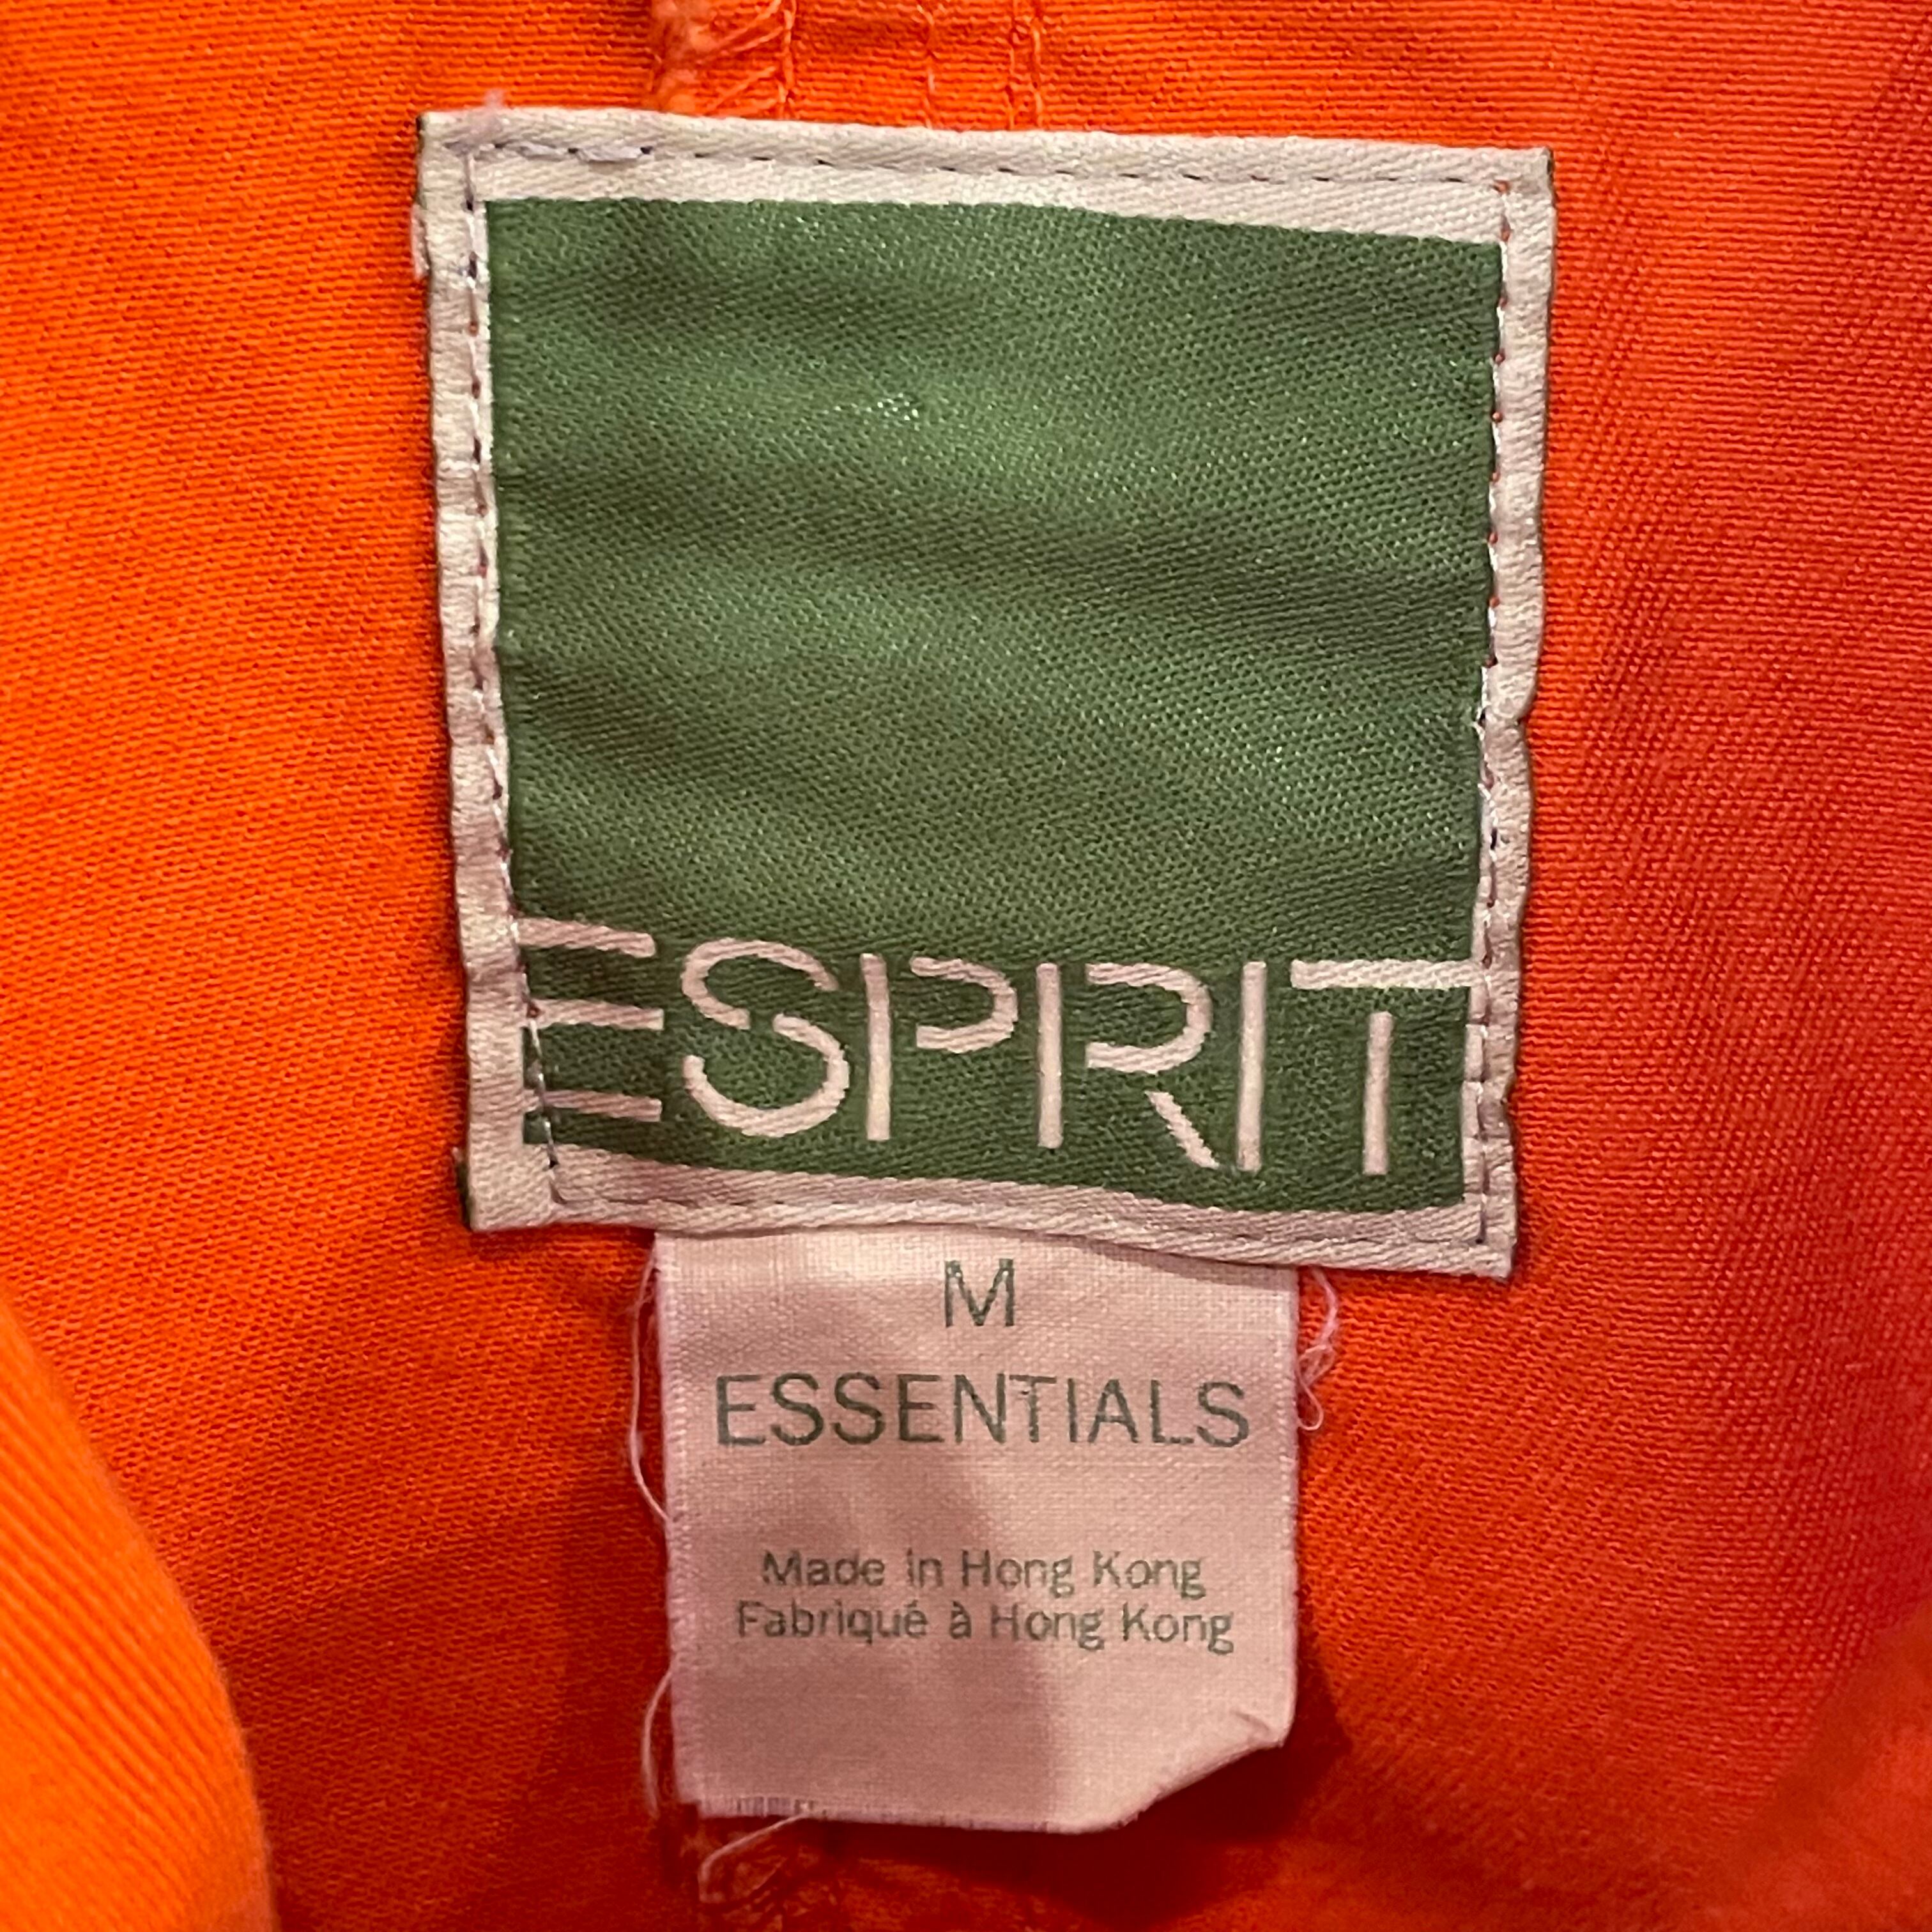 ESPRIT
M
ESSENTIALS
Made in Hong Kong
Fabriqué à Hong Kong